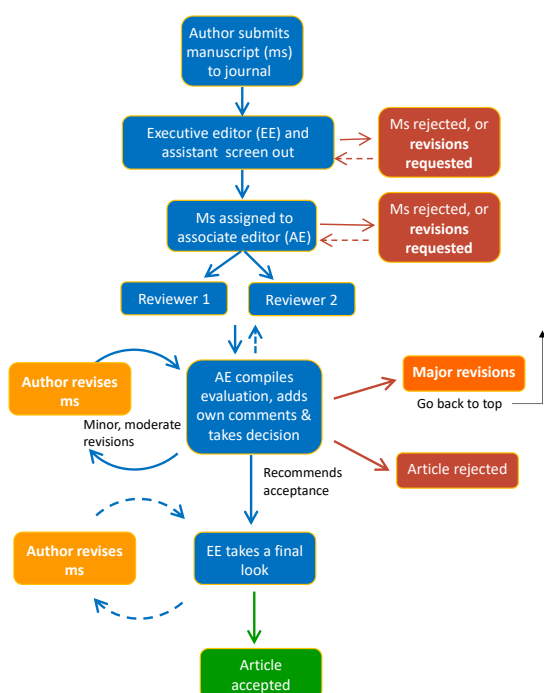 Author submits
manuscript (ms)
to journal
Executive editor (EE) and
assistant screen out
Ms rejected, or
revisions
requested
Ms assigned to
associate editor (AE)
Ms rejected, or
revisions
requested
Reviewer 1
Reviewer 2
Author revises
ms
AE compiles
evaluation, adds
own comments &
takes decision
Major revisions
Go back to top
Minor, moderate
revisions
Article rejected
Recommends
acceptance
Author revises
ms
EE takes a final
look
Article
accepted